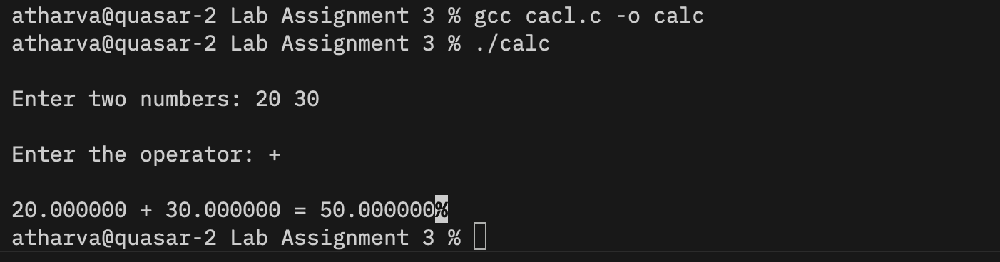 atharva@quasar-2 Lab Assignment 3 % gcc cacl.c -o calc
atharva@quasar-2 Lab Assignment 3 % ./calc
Enter two numbers: 20 30
Enter the operator: +
20.000000 + 30.000000 = 50.000000%
atharva@quasar-2 Lab Assignment 3 %